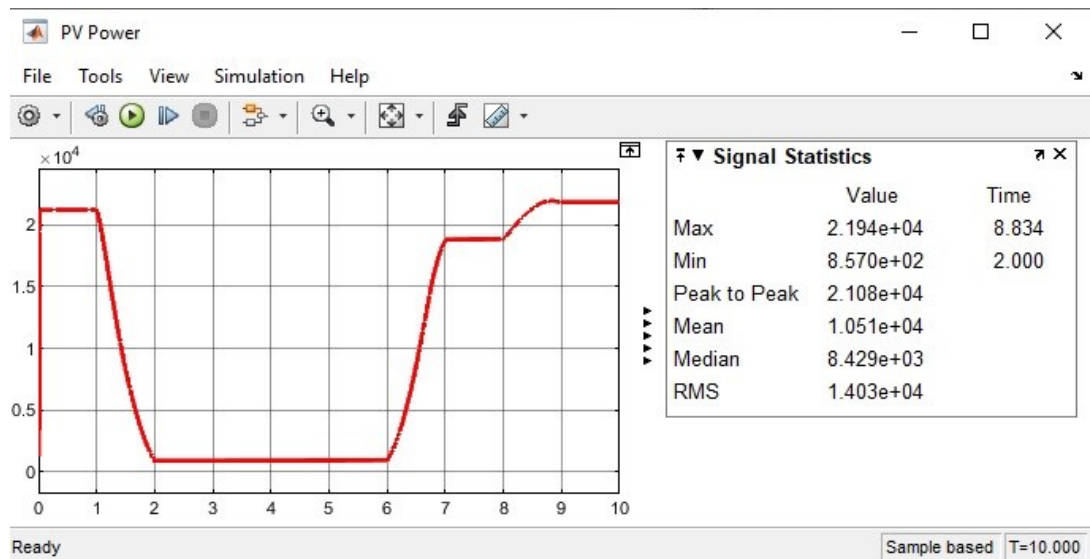 PV Power
File Tools View Simulation Help
×10⁴
2
1.5
1
0.5
0
0 1 2 3 4 5 6 7 8 9 10
Signal Statistics
Value Time
Max 2.194e+04 8.834
Min 8.570e+02 2.000
Peak to Peak 2.108e+04
Mean 1.051e+04
Median 8.429e+03
RMS 1.403e+04
Ready Sample based T=10.000